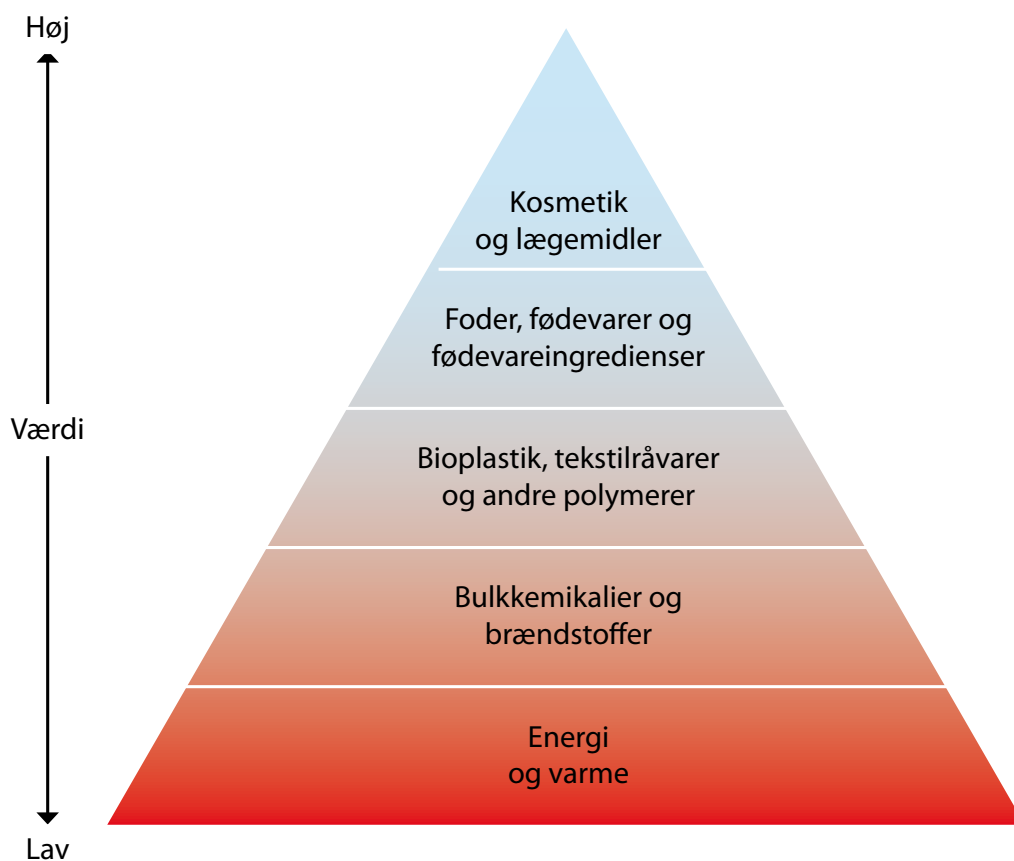 Høj
Kosmetik
og lægemidler
Foder, fødevarer og
fødevareingredienser
Værdi
Bioplastik, tekstilråvarer
og andre polymerer
Bulkkemikalier og
brændstoffer
Energi
og varme
Lav